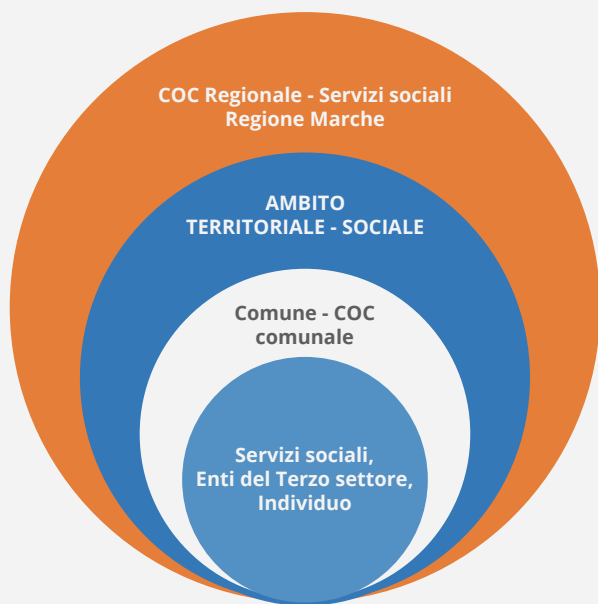 COC Regionale - Servizi sociali
Regione Marche
AMBITO
TERRITORIALE - SOCIALE
Comune - COC
comunale
Servizi sociali,
Enti del Terzo settore,
Individuo